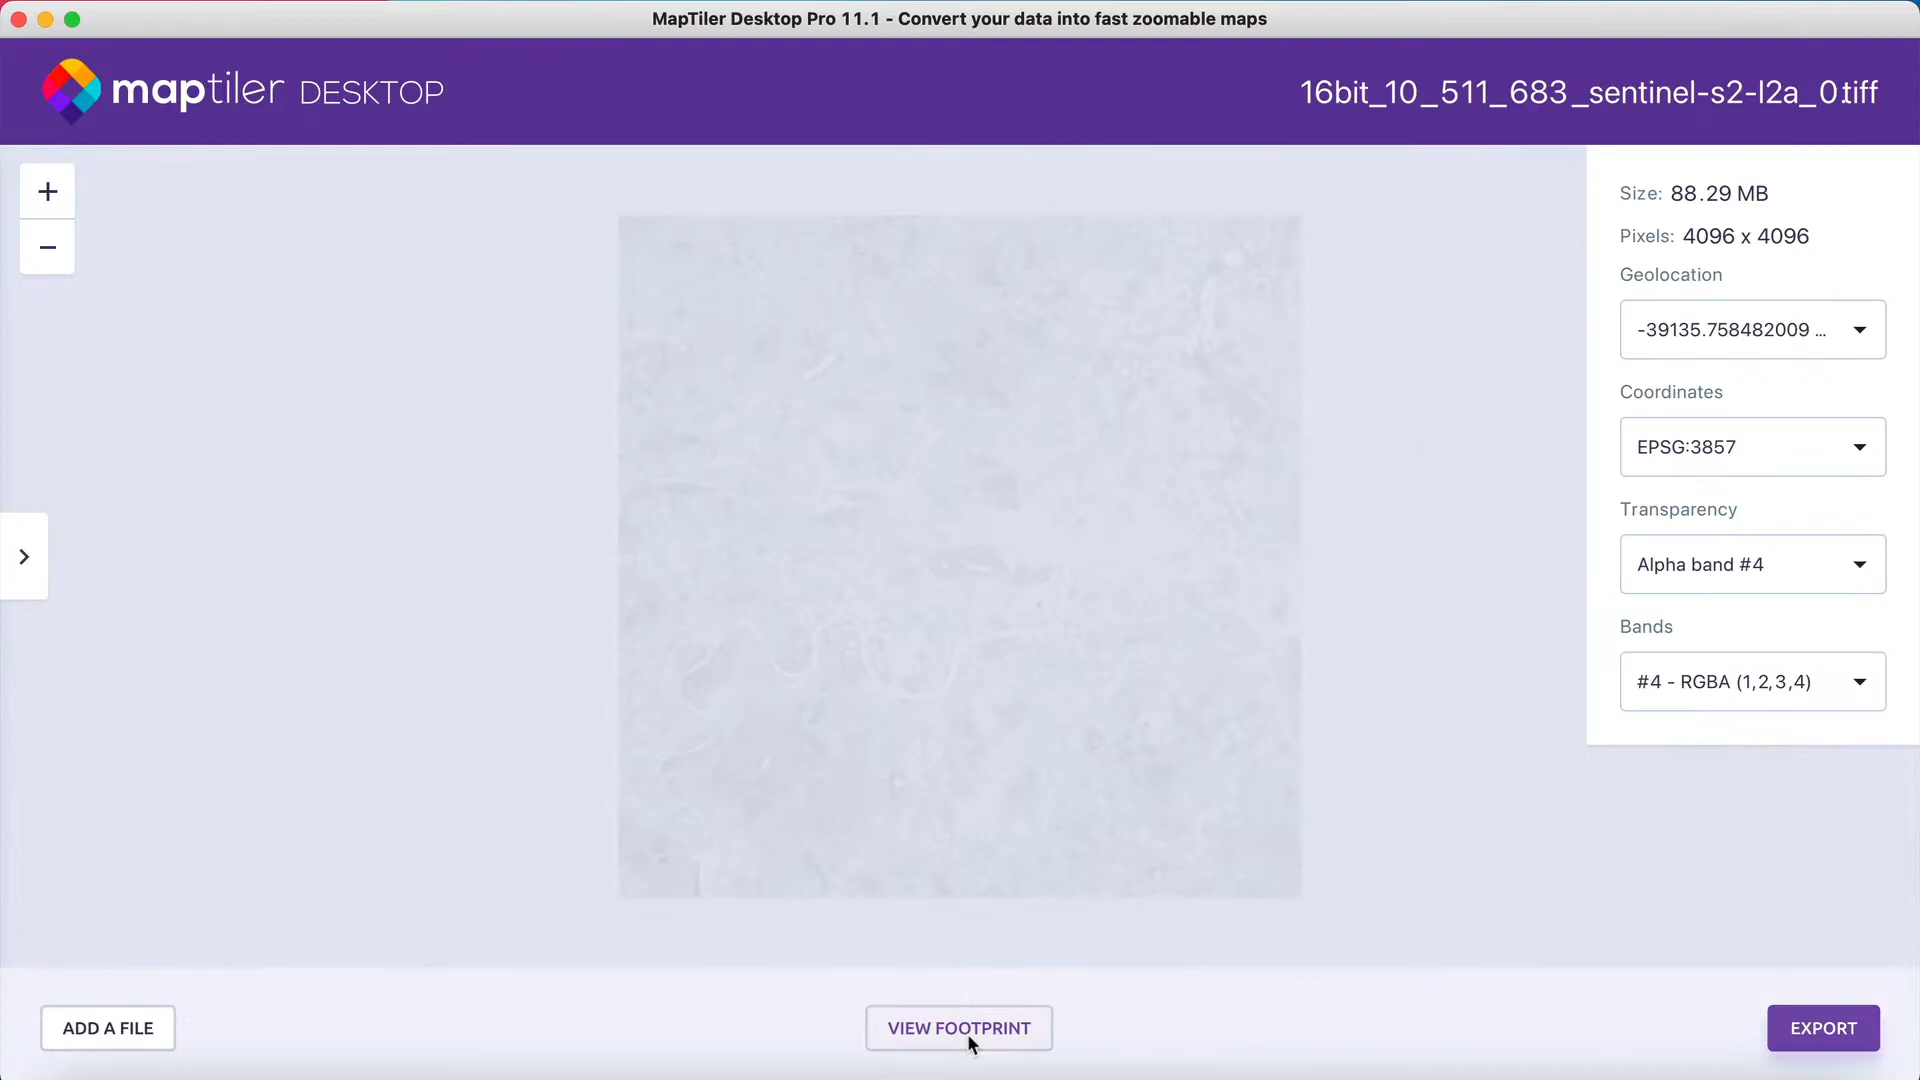 MapTiler Desktop Pro 11.1 - Convert your data into fast zoomable maps
maptiler DESKTOP
16bit_10_511_683_sentinel-s2-l2a_0.tiff
Size: 88.29 MB
Pixels: 4096 x 4096
Geolocation
-39135.758482009 ...
Coordinates
EPSG:3857
Transparency
Alpha band #4
Bands
#4 - RGBA (1,2,3,4)
ADD A FILE
VIEW FOOTPRINT
EXPORT